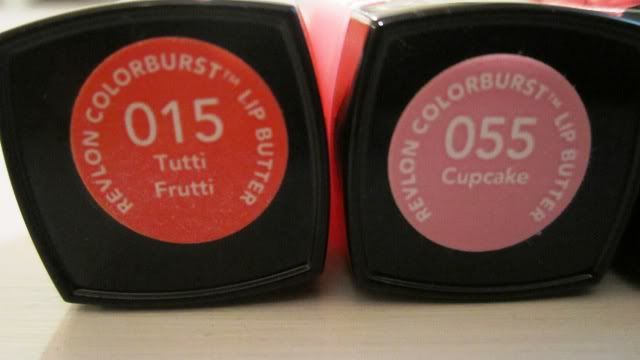 REVLON COLORBURST™ LIP BUTTER
015
Tutti
Frutti
REVLON COLORBURST™ LIP BUTTER
055
Cupcake